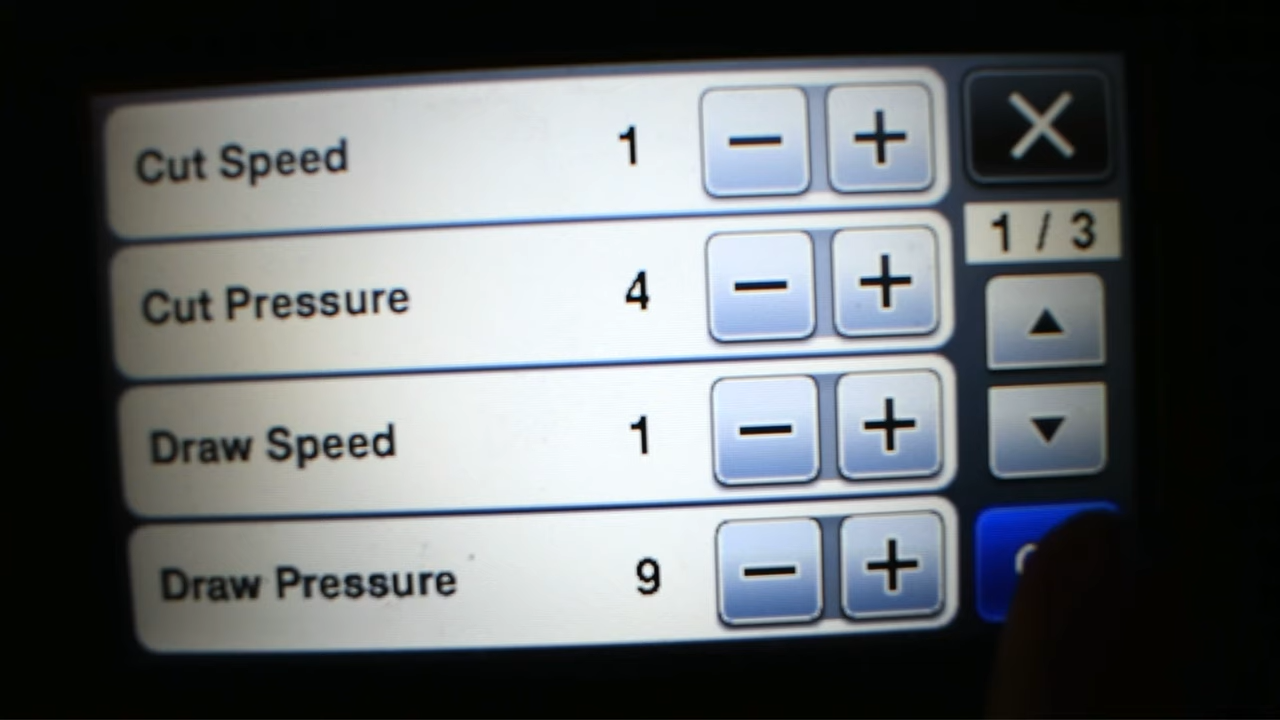 Cut Speed 1 − +
Cut Pressure 4 − +
Draw Speed 1 − +
Draw Pressure 9 − +
1 / 3